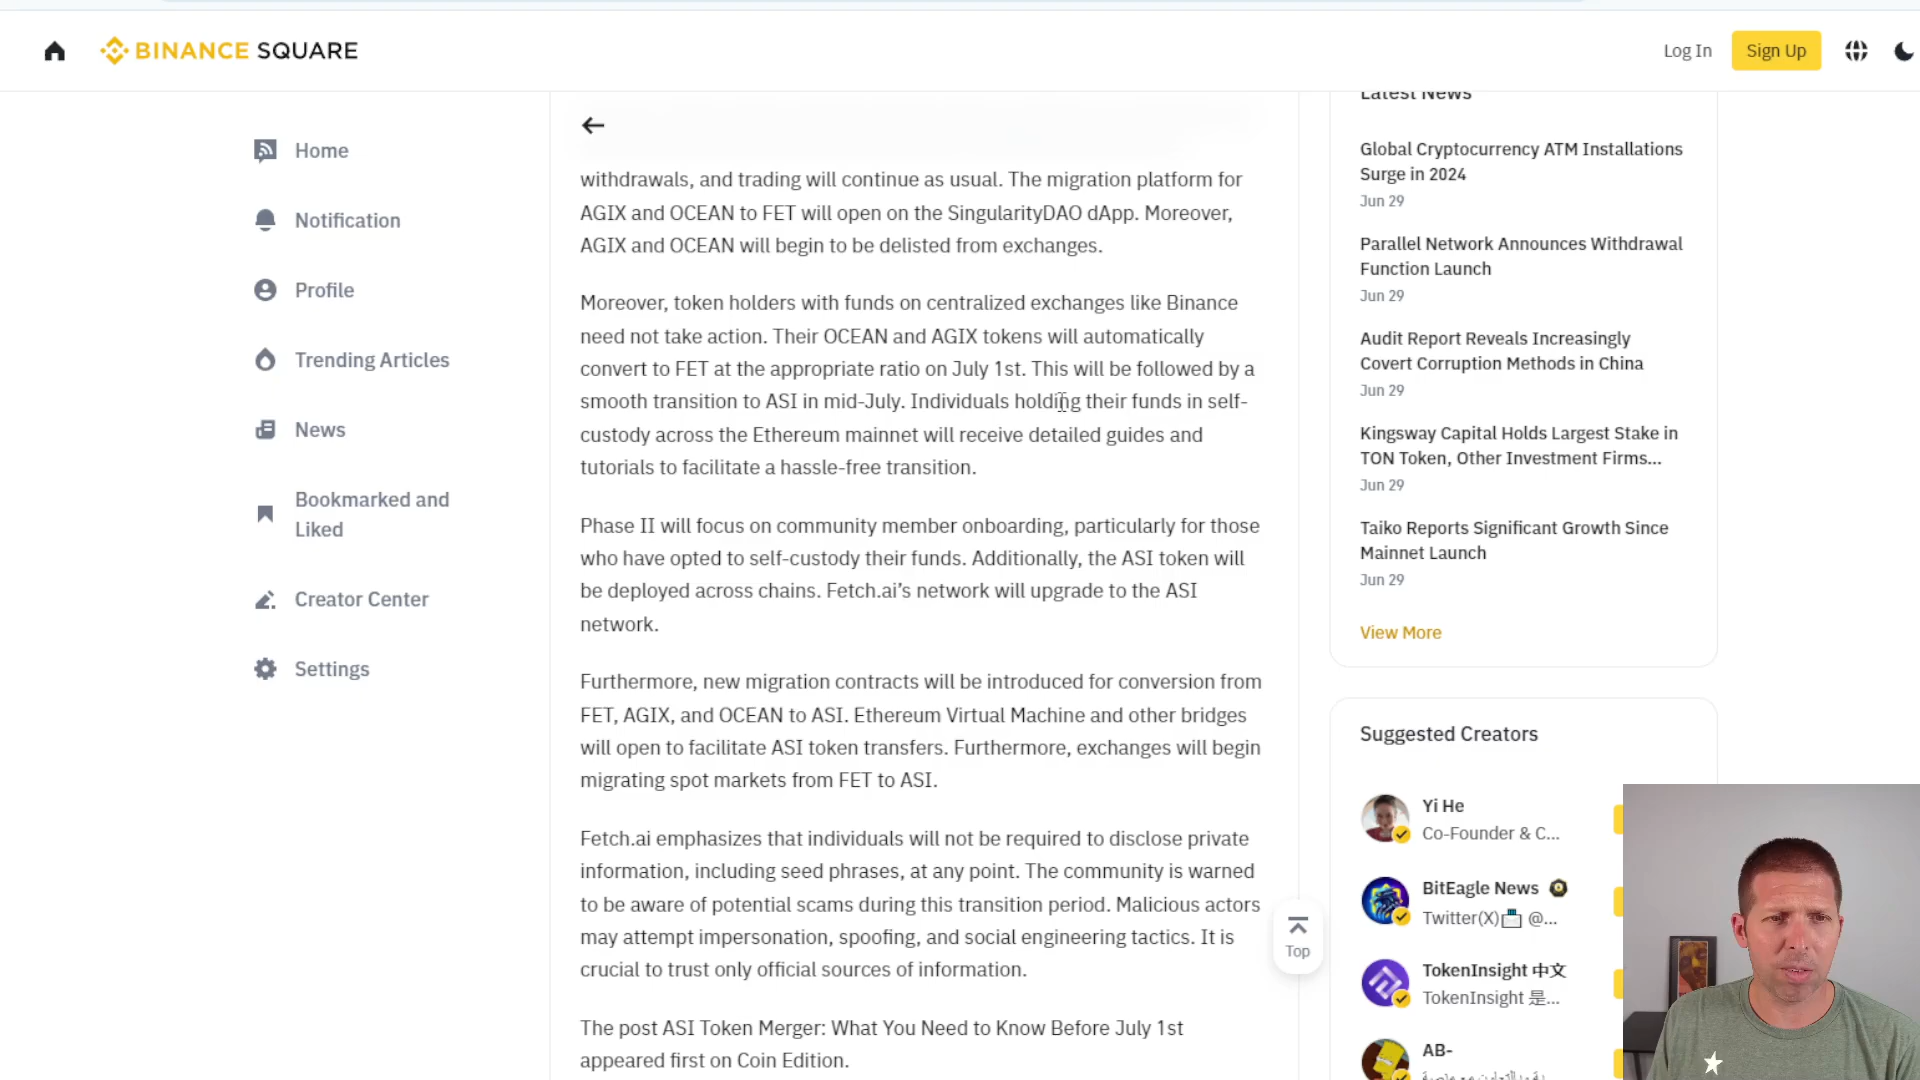 BINANCE SQUARE
Log In
Sign Up
Home
Notification
Profile
Trending Articles
News
Bookmarked and
Liked
Creator Center
Settings
withdrawals, and trading will continue as usual. The migration platform for
AGIX and OCEAN to FET will open on the SingularityDAO dApp. Moreover,
AGIX and OCEAN will begin to be delisted from exchanges.
Moreover, token holders with funds on centralized exchanges like Binance
need not take action. Their OCEAN and AGIX tokens will automatically
convert to FET at the appropriate ratio on July 1st. This will be followed by a
smooth transition to ASI in mid-July. Individuals holding their funds in self-
custody across the Ethereum mainnet will receive detailed guides and
tutorials to facilitate a hassle-free transition.
Phase II will focus on community member onboarding, particularly for those
who have opted to self-custody their funds. Additionally, the ASI token will
be deployed across chains. Fetch.ai’s network will upgrade to the ASI
network.
Furthermore, new migration contracts will be introduced for conversion from
FET, AGIX, and OCEAN to ASI. Ethereum Virtual Machine and other bridges
will open to facilitate ASI token transfers. Furthermore, exchanges will begin
migrating spot markets from FET to ASI.
Fetch.ai emphasizes that individuals will not be required to disclose private
information, including seed phrases, at any point. The community is warned
to be aware of potential scams during this transition period. Malicious actors
may attempt impersonation, spoofing, and social engineering tactics. It is
crucial to trust only official sources of information.
The post ASI Token Merger: What You Need to Know Before July 1st
appeared first on Coin Edition.
Top
Latest News
Global Cryptocurrency ATM Installations
Surge in 2024
Jun 29
Parallel Network Announces Withdrawal
Function Launch
Jun 29
Audit Report Reveals Increasingly
Covert Corruption Methods in China
Jun 29
Kingsway Capital Holds Largest Stake in
TON Token, Other Investment Firms...
Jun 29
Taiko Reports Significant Growth Since
Mainnet Launch
Jun 29
View More
Suggested Creators
Yi He
Co-Founder & C...
BitEagle News
Twitter(X)📩 @...
TokenInsight 中文
TokenInsight 是...
AB-